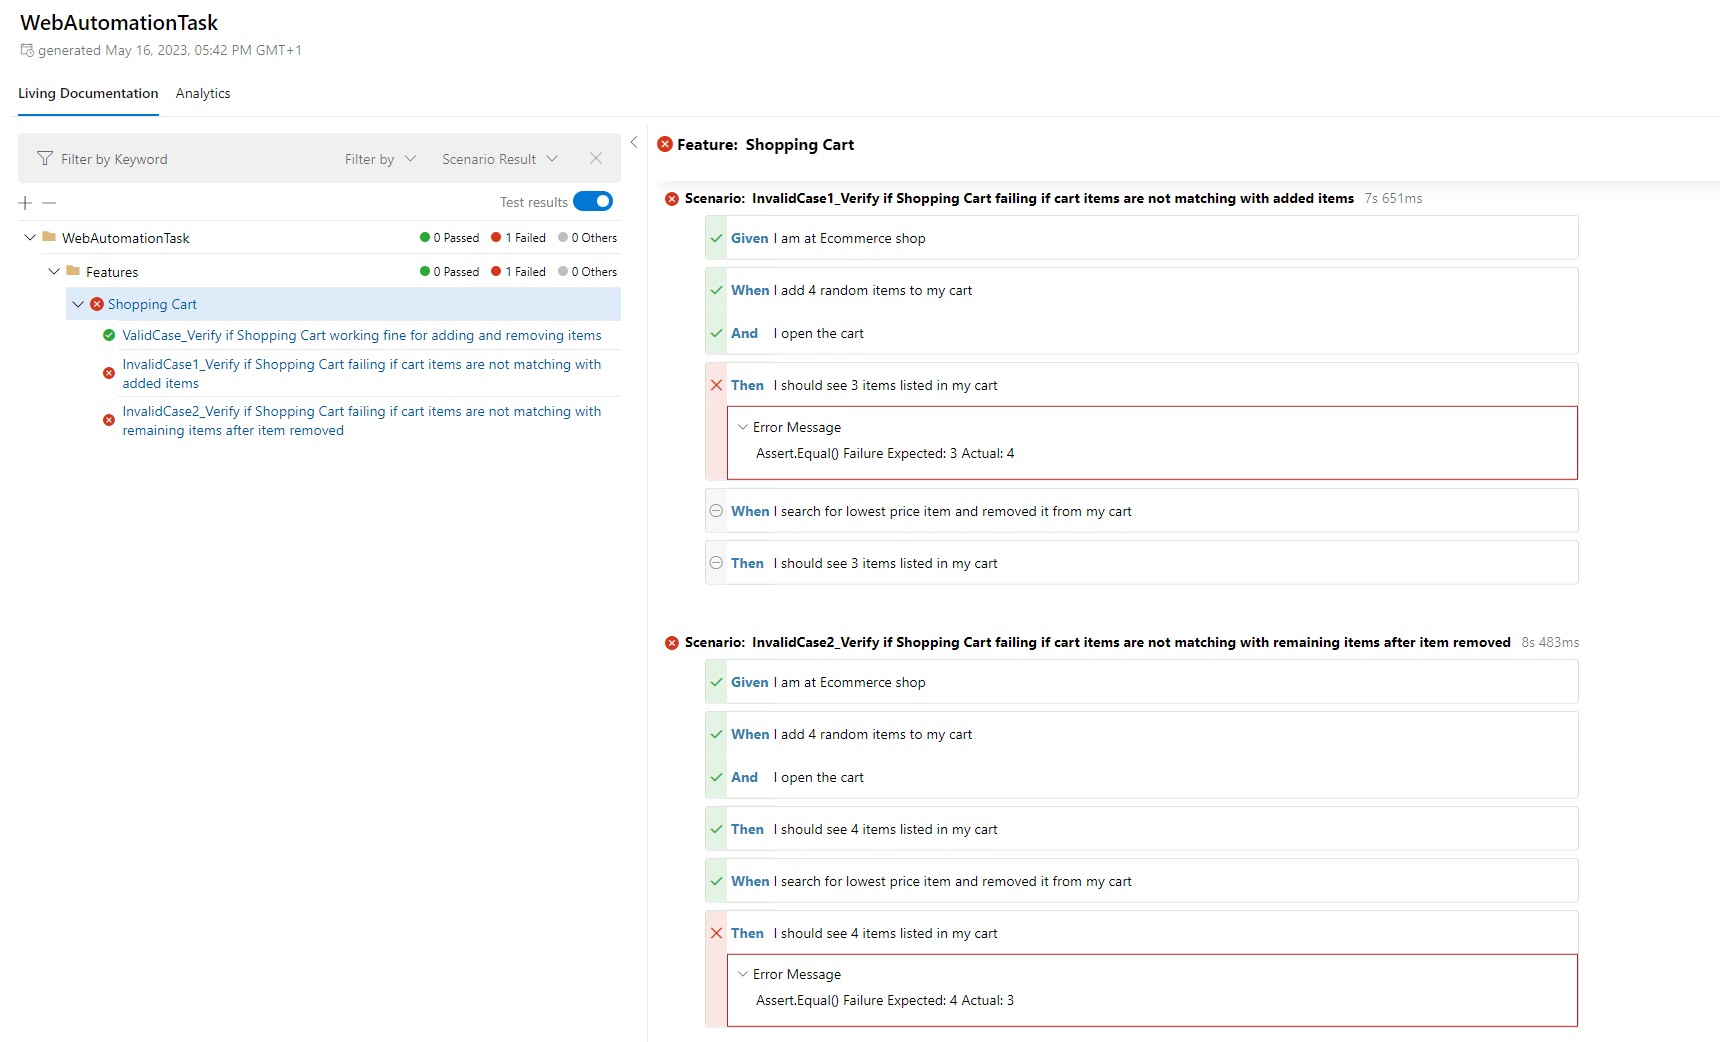 WebAutomationTask
generated May 16, 2023, 05:42 PM GMT+1
Living Documentation
Analytics
Filter by Keyword
Filter by
Scenario Result
Test results
WebAutomationTask
0 Passed
1 Failed
0 Others
Features
0 Passed
1 Failed
0 Others
Shopping Cart
ValidCase_Verify if Shopping Cart working fine for adding and removing items
InvalidCase1_Verify if Shopping Cart failing if cart items are not matching with
added items
InvalidCase2_Verify if Shopping Cart failing if cart items are not matching with
remaining items after item removed
Feature: Shopping Cart
Scenario: InvalidCase1_Verify if Shopping Cart failing if cart items are not matching with added items 7s 651ms
Given I am at Ecommerce shop
When I add 4 random items to my cart
And I open the cart
Then I should see 3 items listed in my cart
Error Message
Assert.Equal() Failure Expected: 3 Actual: 4
When I search for lowest price item and removed it from my cart
Then I should see 3 items listed in my cart
Scenario: InvalidCase2_Verify if Shopping Cart failing if cart items are not matching with remaining items after item removed 8s 483ms
Given I am at Ecommerce shop
When I add 4 random items to my cart
And I open the cart
Then I should see 4 items listed in my cart
When I search for lowest price item and removed it from my cart
Then I should see 4 items listed in my cart
Error Message
Assert.Equal() Failure Expected: 4 Actual: 3